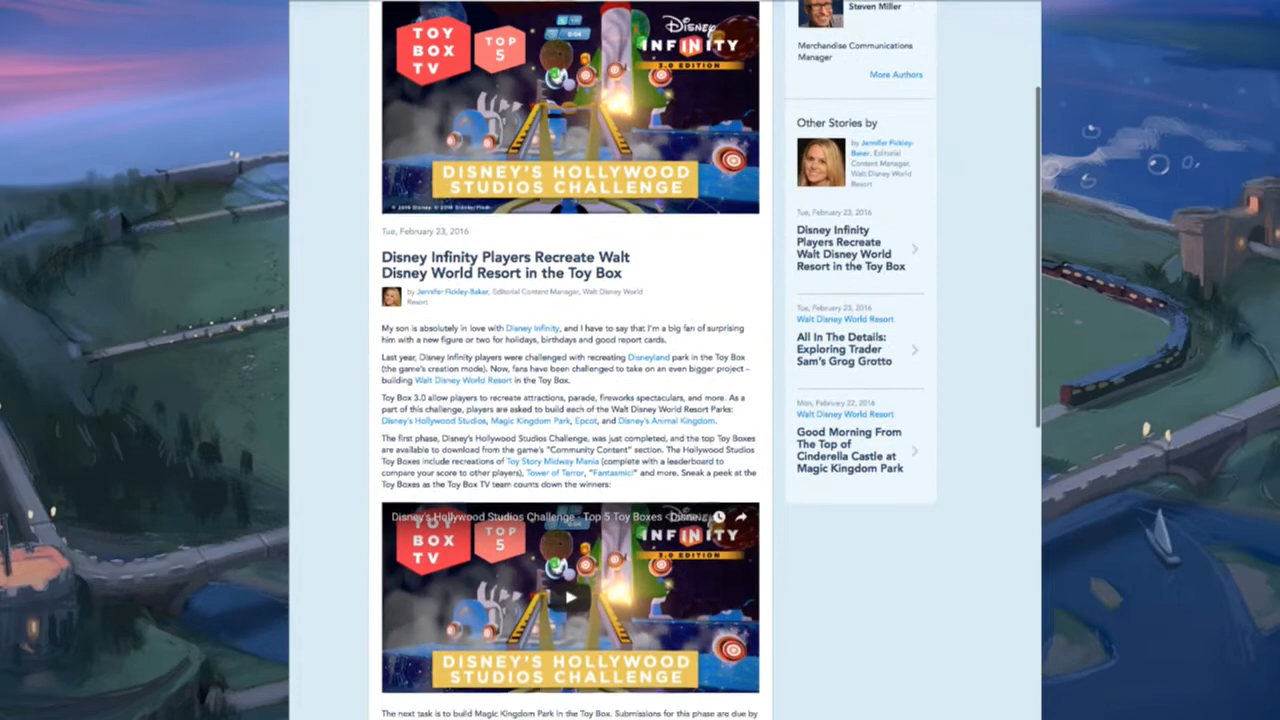 TOY
BOX
TV
TOP
5
DISNEY
INFINITY
3.0 EDITION
DISNEY'S HOLLYWOOD
STUDIOS CHALLENGE
Tue, February 23, 2016
Disney Infinity Players Recreate Walt
Disney World Resort in the Toy Box
by Jennifer Fickley-Baker, Editorial Content Manager, Walt Disney World
Resort
My son is absolutely in love with Disney Infinity, and I have to say that I'm a big fan of surprising
him with a new figure or two for holidays, birthdays and good report cards.
Last year, Disney Infinity players were challenged with recreating Disneyland park in the Toy Box
(the game's creation mode). Now, fans have been challenged to take on an even bigger project –
building Walt Disney World Resort in the Toy Box.
Toy Box 3.0 allow players to recreate attractions, parade, fireworks spectaculars, and more. As a
part of this challenge, players are asked to build each of the Walt Disney World Resort Parks:
Disney's Hollywood Studios, Magic Kingdom Park, Epcot, and Disney's Animal Kingdom.
The first phase, Disney's Hollywood Studios Challenge, was just completed, and the top Toy Boxes
are available to download from the game's "Community Content" section. The Hollywood Studios
Toy Boxes include recreations of Toy Story Midway Mania (complete with a leaderboard to
compare your score to other players), Tower of Terror, "Fantasmic!" and more. Sneak a peek at the
Toy Boxes as the Toy Box TV team counts down the winners:
Disney's Hollywood Studios Challenge - Top 5 Toy Boxes
TOY
BOX
TV
TOP
5
INFINITY
3.0 EDITION
DISNEY'S HOLLYWOOD
STUDIOS CHALLENGE
The next task is to build Magic Kingdom Park in the Toy Box. Submissions for this phase are due by
Steven Miller
Merchandise Communications
Manager
More Authors
Other Stories by
by Jennifer Fickley-
Baker, Editorial
Content Manager,
Walt Disney World
Resort
Tue, February 23, 2016
Disney Infinity
Players Recreate
Walt Disney World
Resort in the Toy Box
Tue, February 23, 2016
Walt Disney World Resort
All In The Details:
Exploring Trader
Sam's Grog Grotto
Mon, February 22, 2016
Walt Disney World Resort
Good Morning From
The Top of
Cinderella Castle at
Magic Kingdom Park